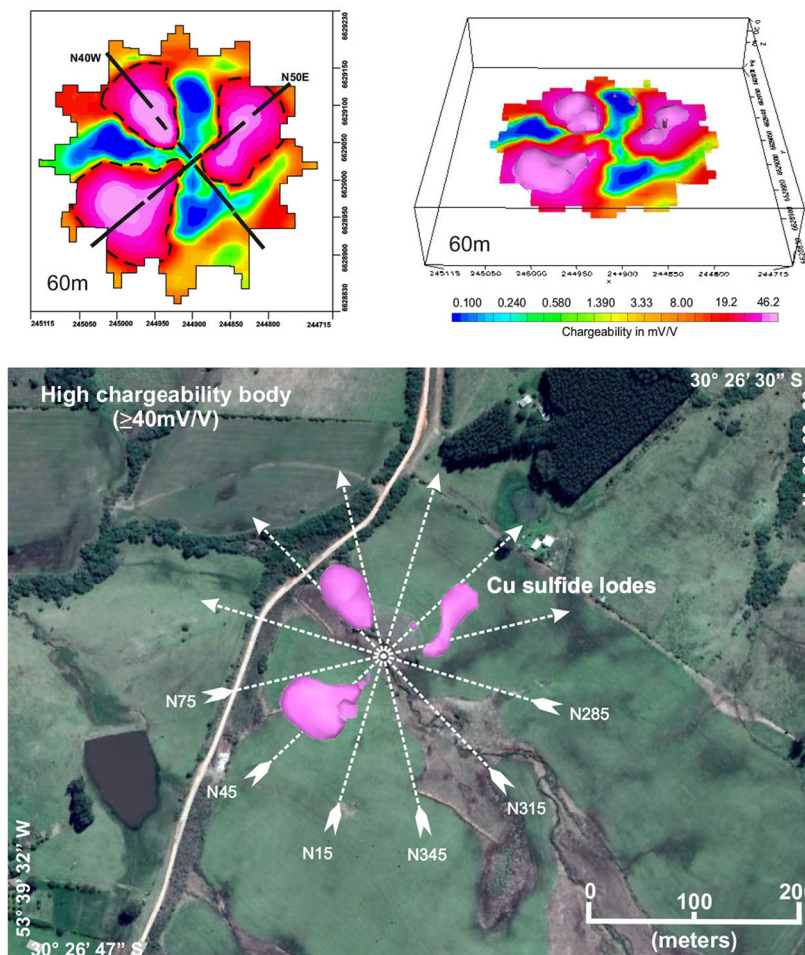 N40W
N50E
60m
6629230
6629150
6629100
6629050
6629000
6628950
6628900
6628830
245115
245050
245000
244950
244900
244850
244800
244715
60m
245115
245050
245000
244950
244900
244850
244800
244715
x
0.100 0.240 0.580 1.390 3.33 8.00 19.2 46.2
Chargeability in mV/V
High chargeability body
(≥40mV/V)
30° 26' 30” S
Cu sulfide lodes
N75
N285
N45
N315
N15
N345
53° 39' 32” W
30° 26' 47” S
0 100 200
(meters)